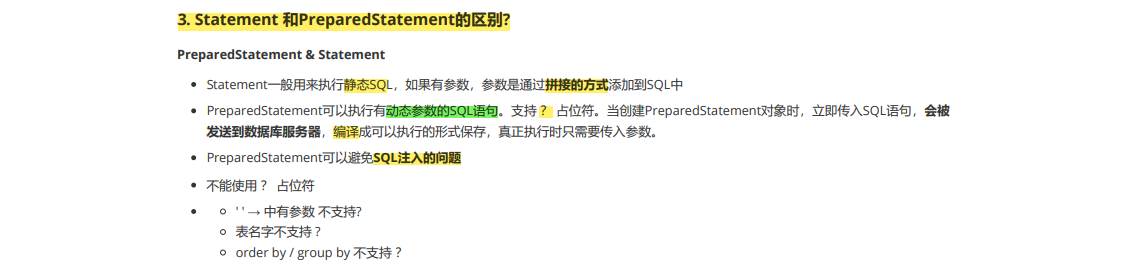 3. Statement 和PreparedStatement的区别?
PreparedStatement & Statement
Statement一般用来执行静态SQL，如果有参数，参数是通过拼接的方式添加到SQL中
PreparedStatement可以执行有动态参数的SQL语句。支持 ？ 占位符。当创建PreparedStatement对象时，立即传入SQL语句，会被
发送到数据库服务器，编译成可以执行的形式保存，真正执行时只需要传入参数。
PreparedStatement可以避免SQL注入的问题
不能使用 ？ 占位符
' ' → 中有参数 不支持?
表名字不支持 ?
order by / group by 不支持 ?